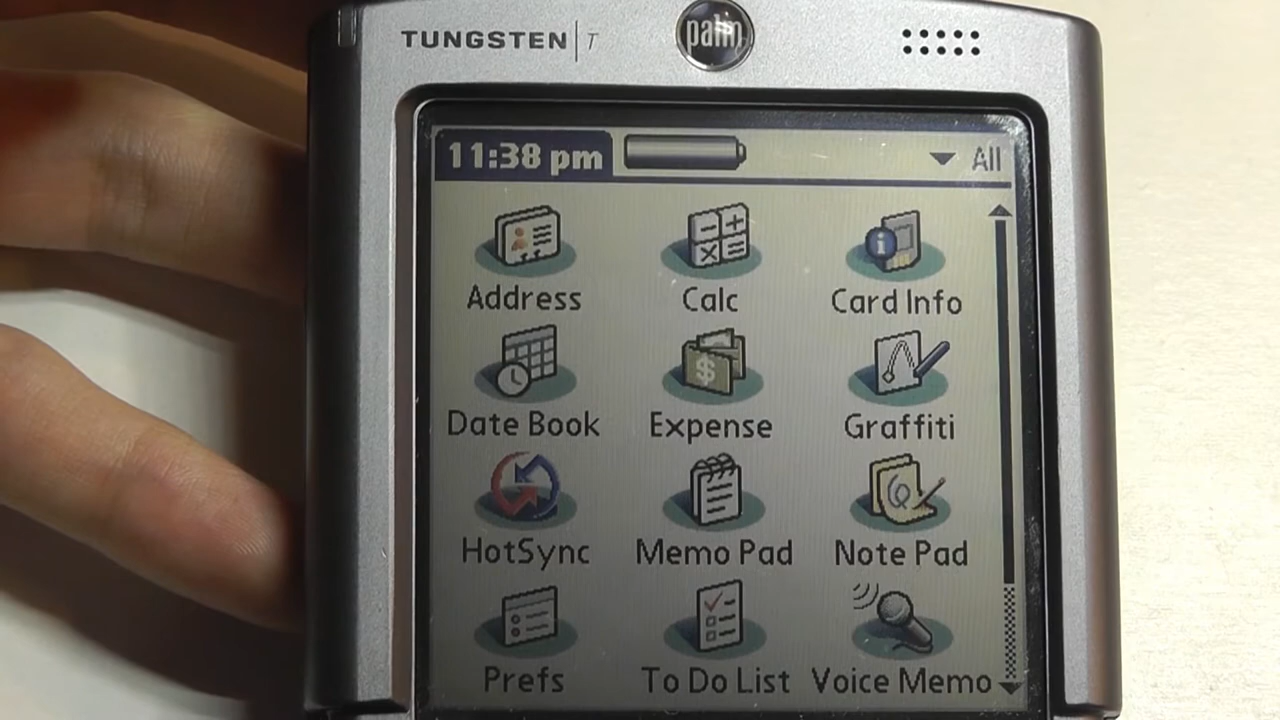 TUNGSTEN | T
palm
11:38 pm All
Address Calc Card Info
Date Book Expense Graffiti
HotSync Memo Pad Note Pad
Prefs To Do List Voice Memo